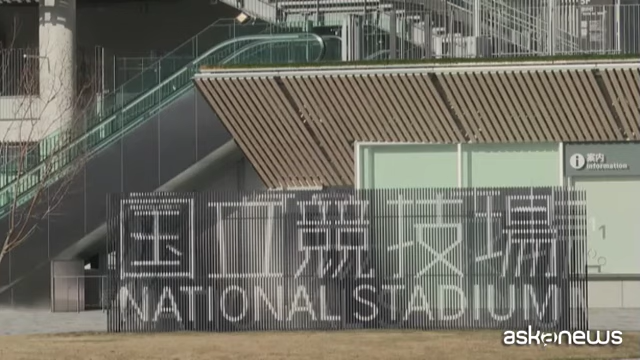 案内
information
国立競技場
NATIONAL STADIUM
askanews